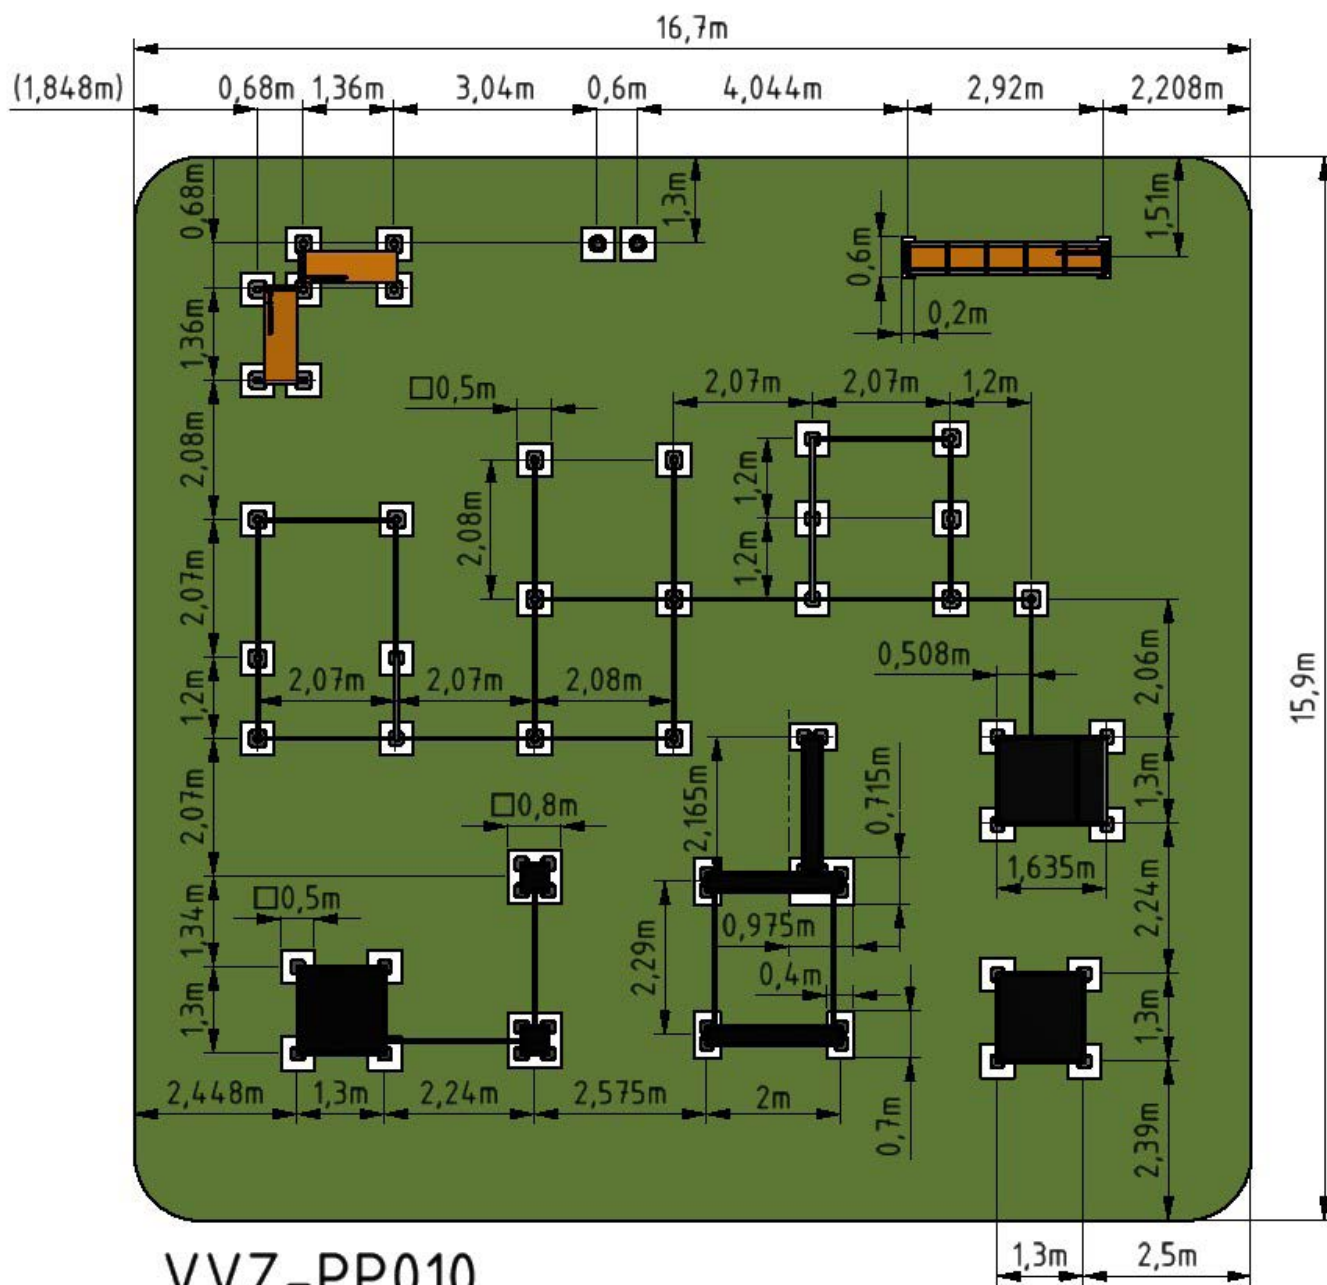 16,7m
(1,848m) 0,68m 1,36m 3,04m 0,6m 4,044m 2,92m 2,208m
0,68m
1,3m
1,51m
0,6m
0,2m
1,36m
2,08m
□0,5m
2,07m 2,07m 1,2m
1,2m
1,2m
2,08m
2,07m
1,2m
2,07m 2,07m 2,08m
0,508m
2,06m
15,9m
2,07m
□0,8m
2,165m
0,715m
1,3m
1,635m
□0,5m
1,34m
2,29m
0,975m
0,4m
2,24m
1,3m
1,3m
2,448m 1,3m 2,24m 2,575m 2m
0,7m
2,39m
1,3m 2,5m
VVZ-PP010